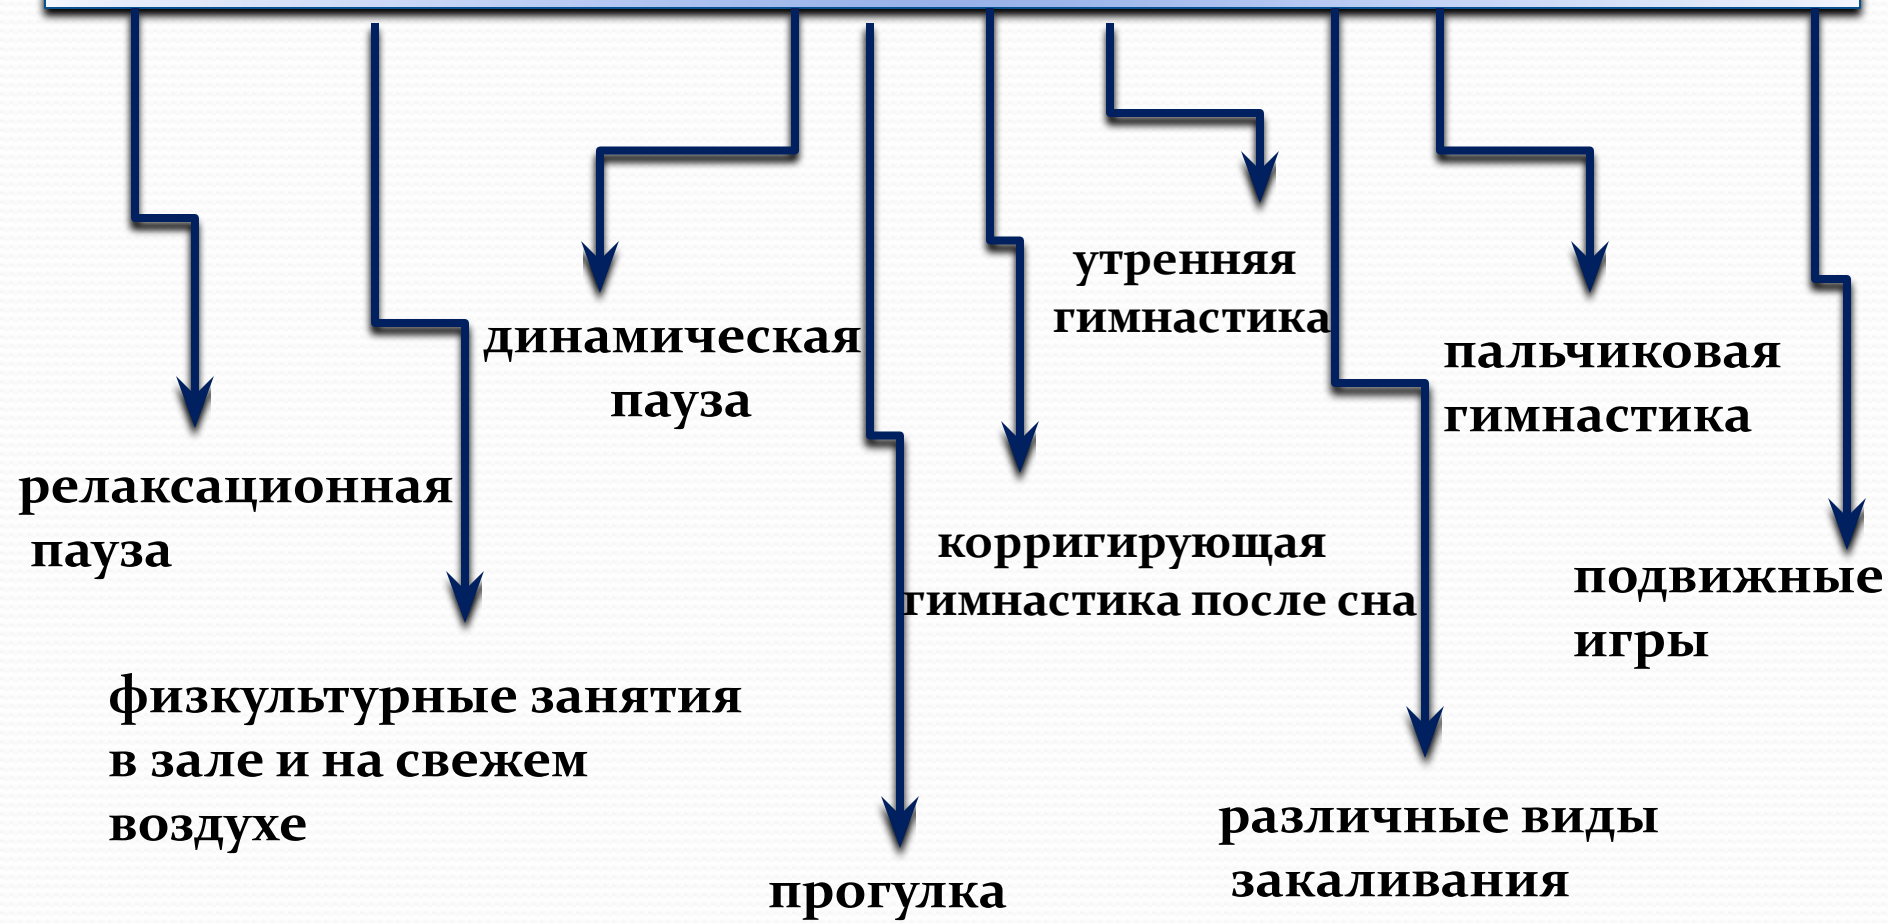 утренняя
гимнастика
динамическая
пауза
пальчиковая
гимнастика
релаксационная
пауза
корригирующая
гимнастика после сна
подвижные
игры
физкультурные занятия
в зале и на свежем
воздухе
различные виды
закаливания
прогулка